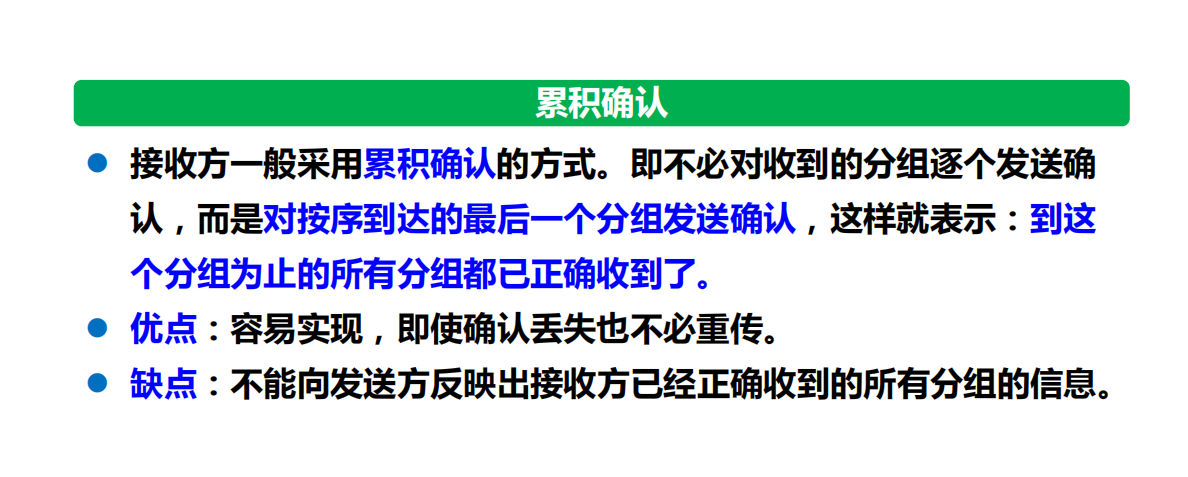 累积确认
● 接收方一般采用累积确认的方式。即不必对收到的分组逐个发送确
认，而是对按序到达的最后一个分组发送确认，这样就表示：到这
个分组为止的所有分组都已正确收到了。
● 优点：容易实现，即使确认丢失也不必重传。
● 缺点：不能向发送方反映出接收方已经正确收到的所有分组的信息。